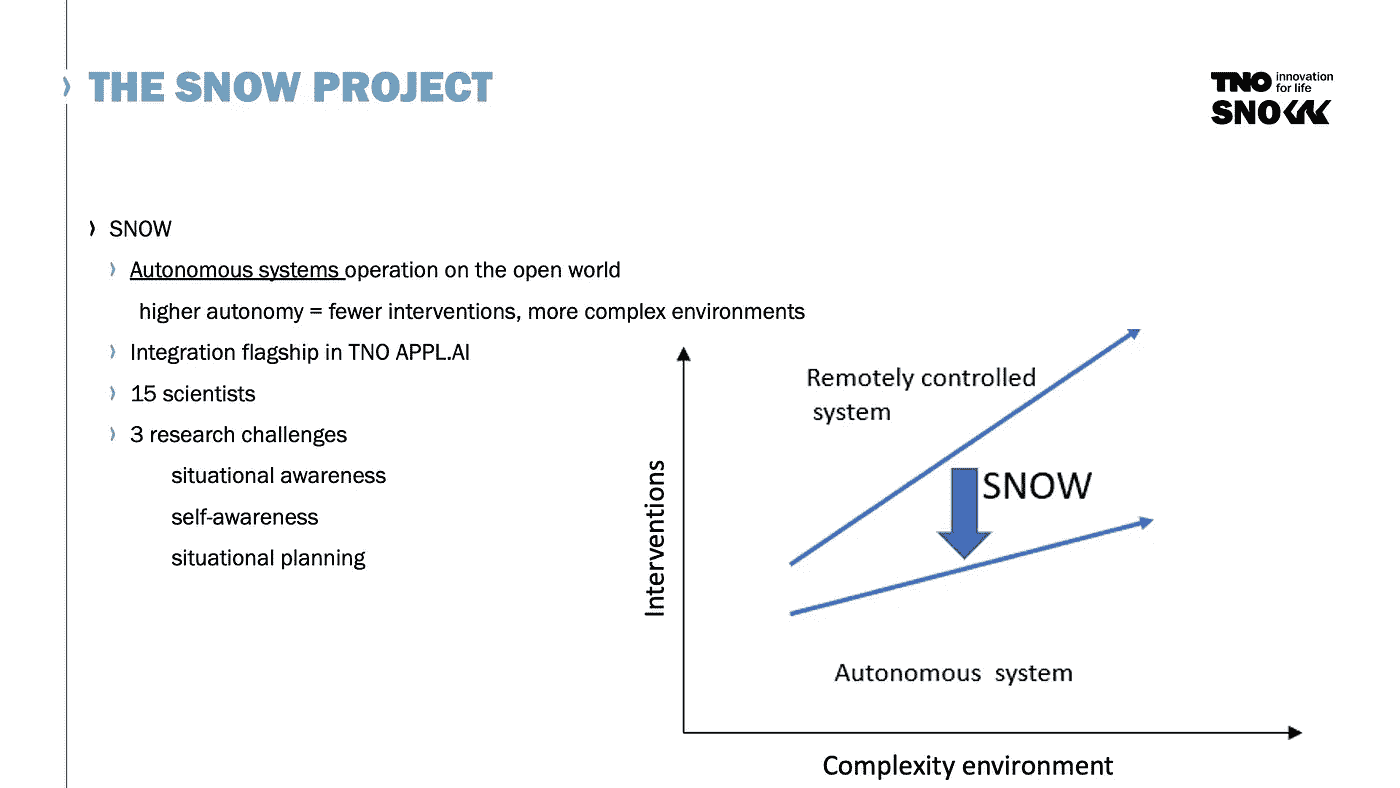 THE SNOW PROJECT
TNO innovation
for life
SNOW
SNOW
Autonomous systems operation on the open world
higher autonomy = fewer interventions, more complex environments
Integration flagship in TNO APPL.AI
15 scientists
3 research challenges
situational awareness
self-awareness
situational planning
Remotely controlled
system
SNOW
Interventions
Autonomous system
Complexity environment